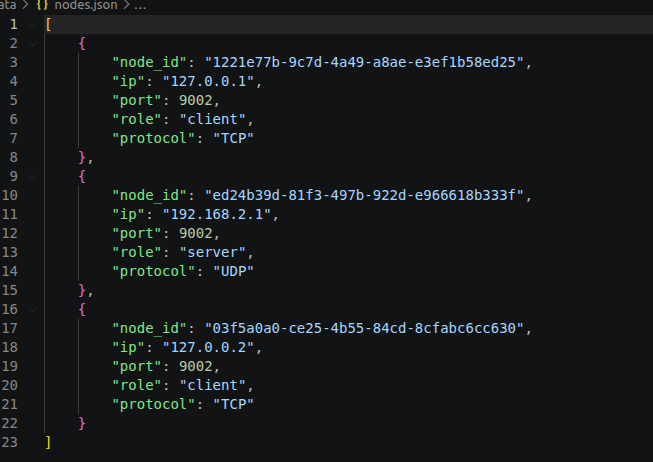 ata > {} nodes.json > ...
1 [
2 {
3 "node_id": "1221e77b-9c7d-4a49-a8ae-e3ef1b58ed25",
4 "ip": "127.0.0.1",
5 "port": 9002,
6 "role": "client",
7 "protocol": "TCP"
8 },
9 {
10 "node_id": "ed24b39d-81f3-497b-922d-e966618b333f",
11 "ip": "192.168.2.1",
12 "port": 9002,
13 "role": "server",
14 "protocol": "UDP"
15 },
16 {
17 "node_id": "03f5a0a0-ce25-4b55-84cd-8cfabc6cc630",
18 "ip": "127.0.0.2",
19 "port": 9002,
20 "role": "client",
21 "protocol": "TCP"
22 }
23 ]